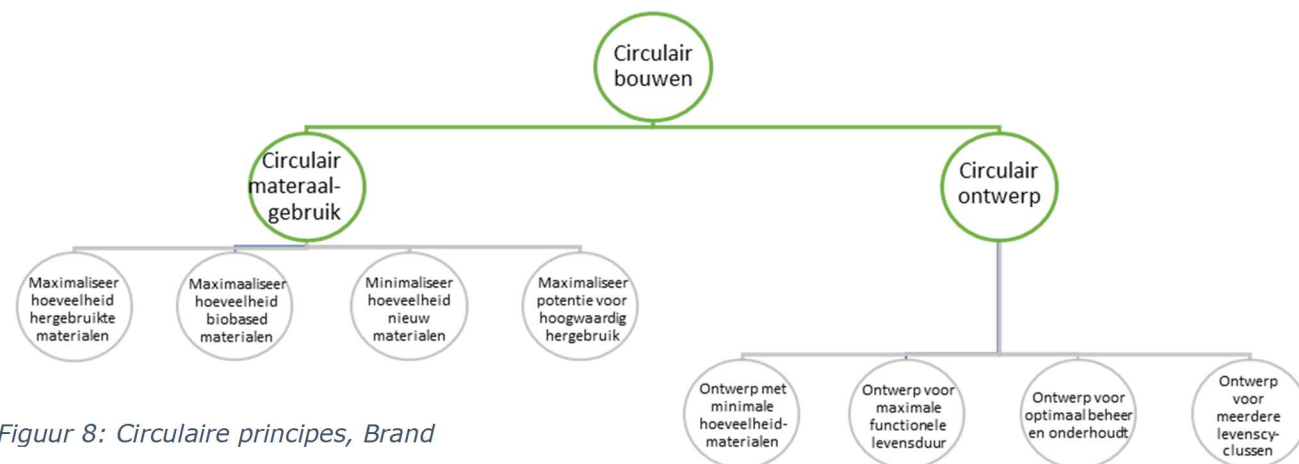 Circulair
bouwen
Circulair
materaal-
gebruik
Circulair
ontwerp
Maximaliseer
hoeveelheid
hergebruikte
materialen
Maximaaliseer
hoeveelheid
biobased
materialen
Minimaliseer
hoeveelheid
nieuw
materialen
Maximaliseer
potentie voor
hoogwaardig
hergebruik
Ontwerp met
minimale
hoeveelheid-
materialen
Ontwerp voor
maximale
functionele
levensduur
Ontwerp voor
optimaal beheer
en onderhoudt
Ontwerp
voor
meerdere
levenscy-
clussen
Figuur 8: Circulaire principes, Brand